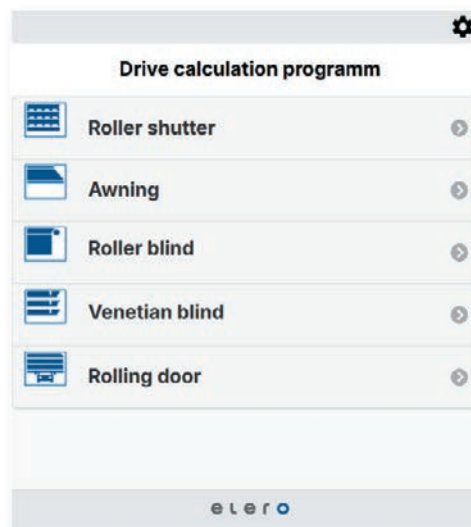 Drive calculation programm
Roller shutter
Awning
Roller blind
Venetian blind
Rolling door
elero